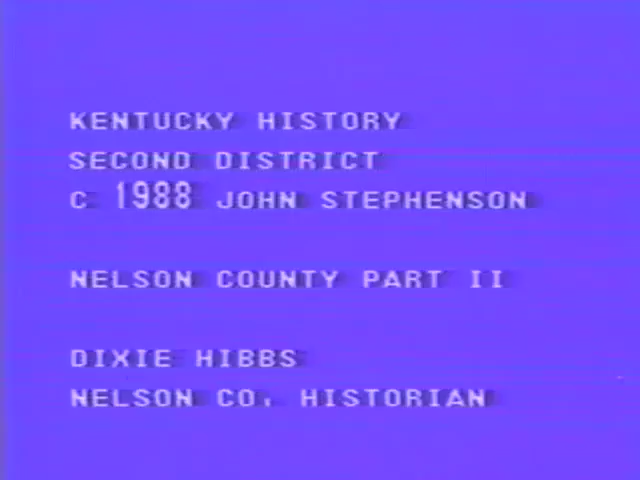 KENTUCKY HISTORY
SECOND DISTRICT
C 1988 JOHN STEPHENSON
NELSON COUNTY PART II
DIXIE HIBBS
NELSON CO. HISTORIAN